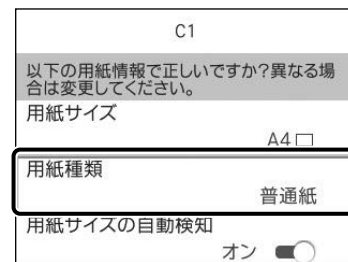 C1
以下の用紙情報で正しいですか?異なる場
合は変更してください。
用紙サイズ
A4
用紙種類
普通紙
用紙サイズの自動検知
オン